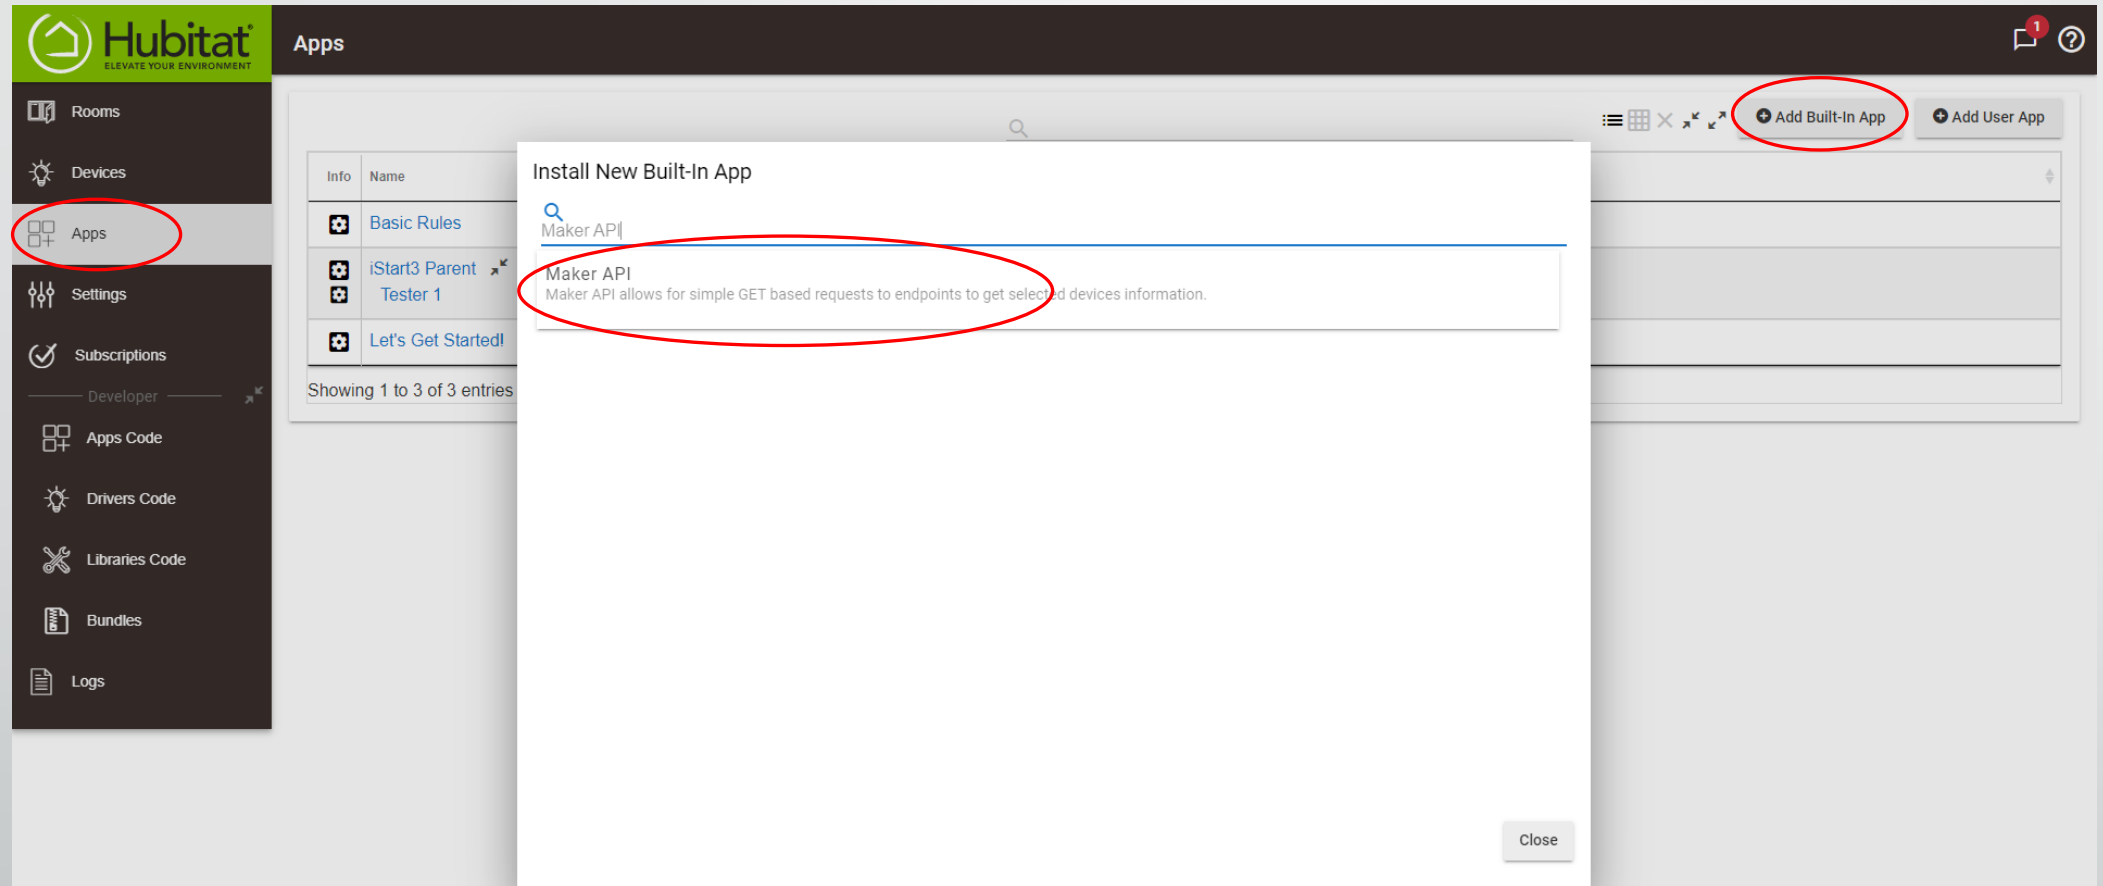 Hubitat®
ELEVATE YOUR ENVIRONMENT
Apps
1
Rooms
Devices
Apps
Settings
Subscriptions
Developer
Apps Code
Drivers Code
Libraries Code
Bundles
Logs
Add Built-In App
Add User App
Info Name
Basic Rules
iStart3 Parent
Tester 1
Let's Get Started!
Showing 1 to 3 of 3 entries
Install New Built-In App
Maker API
Maker API
Maker API allows for simple GET based requests to endpoints to get selected devices information.
Close